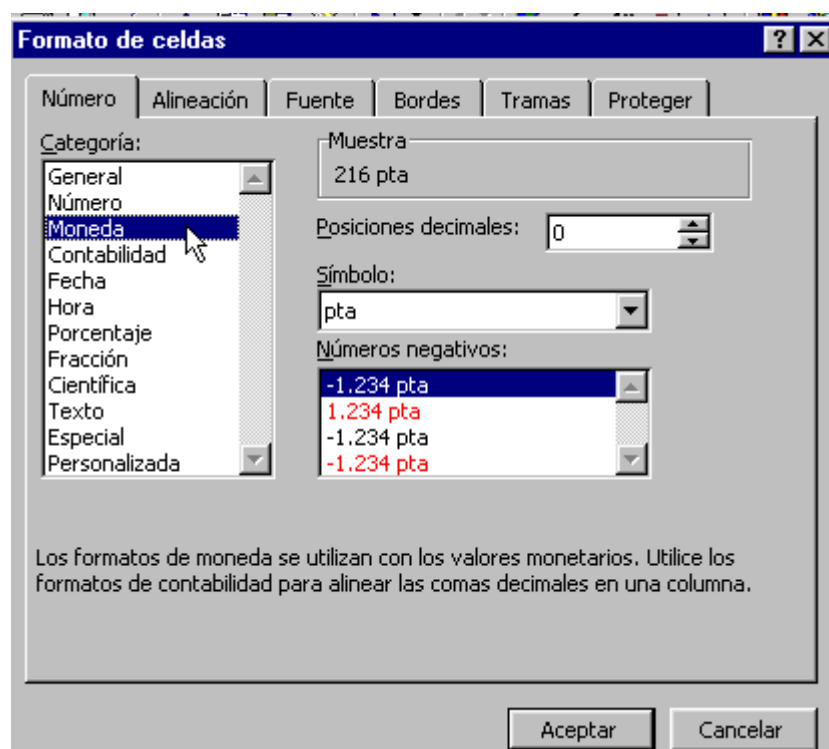 Formato de celdas
Número Alineación Fuente Bordes Tramas Proteger
Categoría:
General
Número
Moneda
Contabilidad
Fecha
Hora
Porcentaje
Fracción
Científica
Texto
Especial
Personalizada
Muestra
216 pta
Posiciones decimales: 0
Símbolo:
pta
Números negativos:
-1.234 pta
1.234 pta
-1.234 pta
-1.234 pta
Los formatos de moneda se utilizan con los valores monetarios. Utilice los
formatos de contabilidad para alinear las comas decimales en una columna.
Aceptar Cancelar